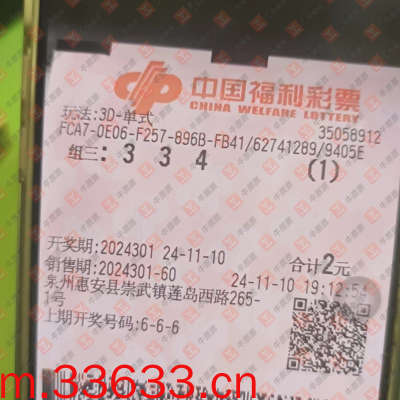 中国福利彩票
CHINA WELFARE LOTTERY
玩法:3D-单式
35058912
FCA7-0E06-F257-896B-FB41/62741289/9405E
组三: 3 3 4 (1)
开奖期:2024301 24-11-10 合计2元
销售期:2024301-60 24-11-10 19:12:54
泉州惠安县崇武镇莲岛西路265-
1号
上期开奖号码:6-6-6
m.33633.cn